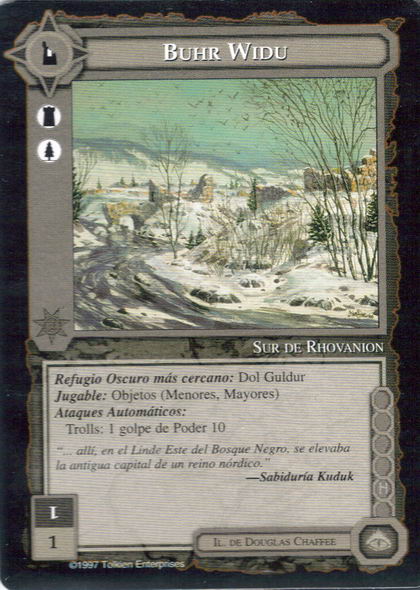 BUHR WIDU
SUR DE RHOVANION
Refugio Oscuro más cercano: Dol Guldur
Jugable: Objetos (Menores, Mayores)
Ataques Automáticos:
Trolls: 1 golpe de Poder 10
“... allí, en el Linde Este del Bosque Negro, se elevaba
la antigua capital de un reino nórdico.”
—Sabiduría Kuduk
I
1
H
IL. DE DOUGLAS CHAFFEE
©1997 Tolkien Enterprises